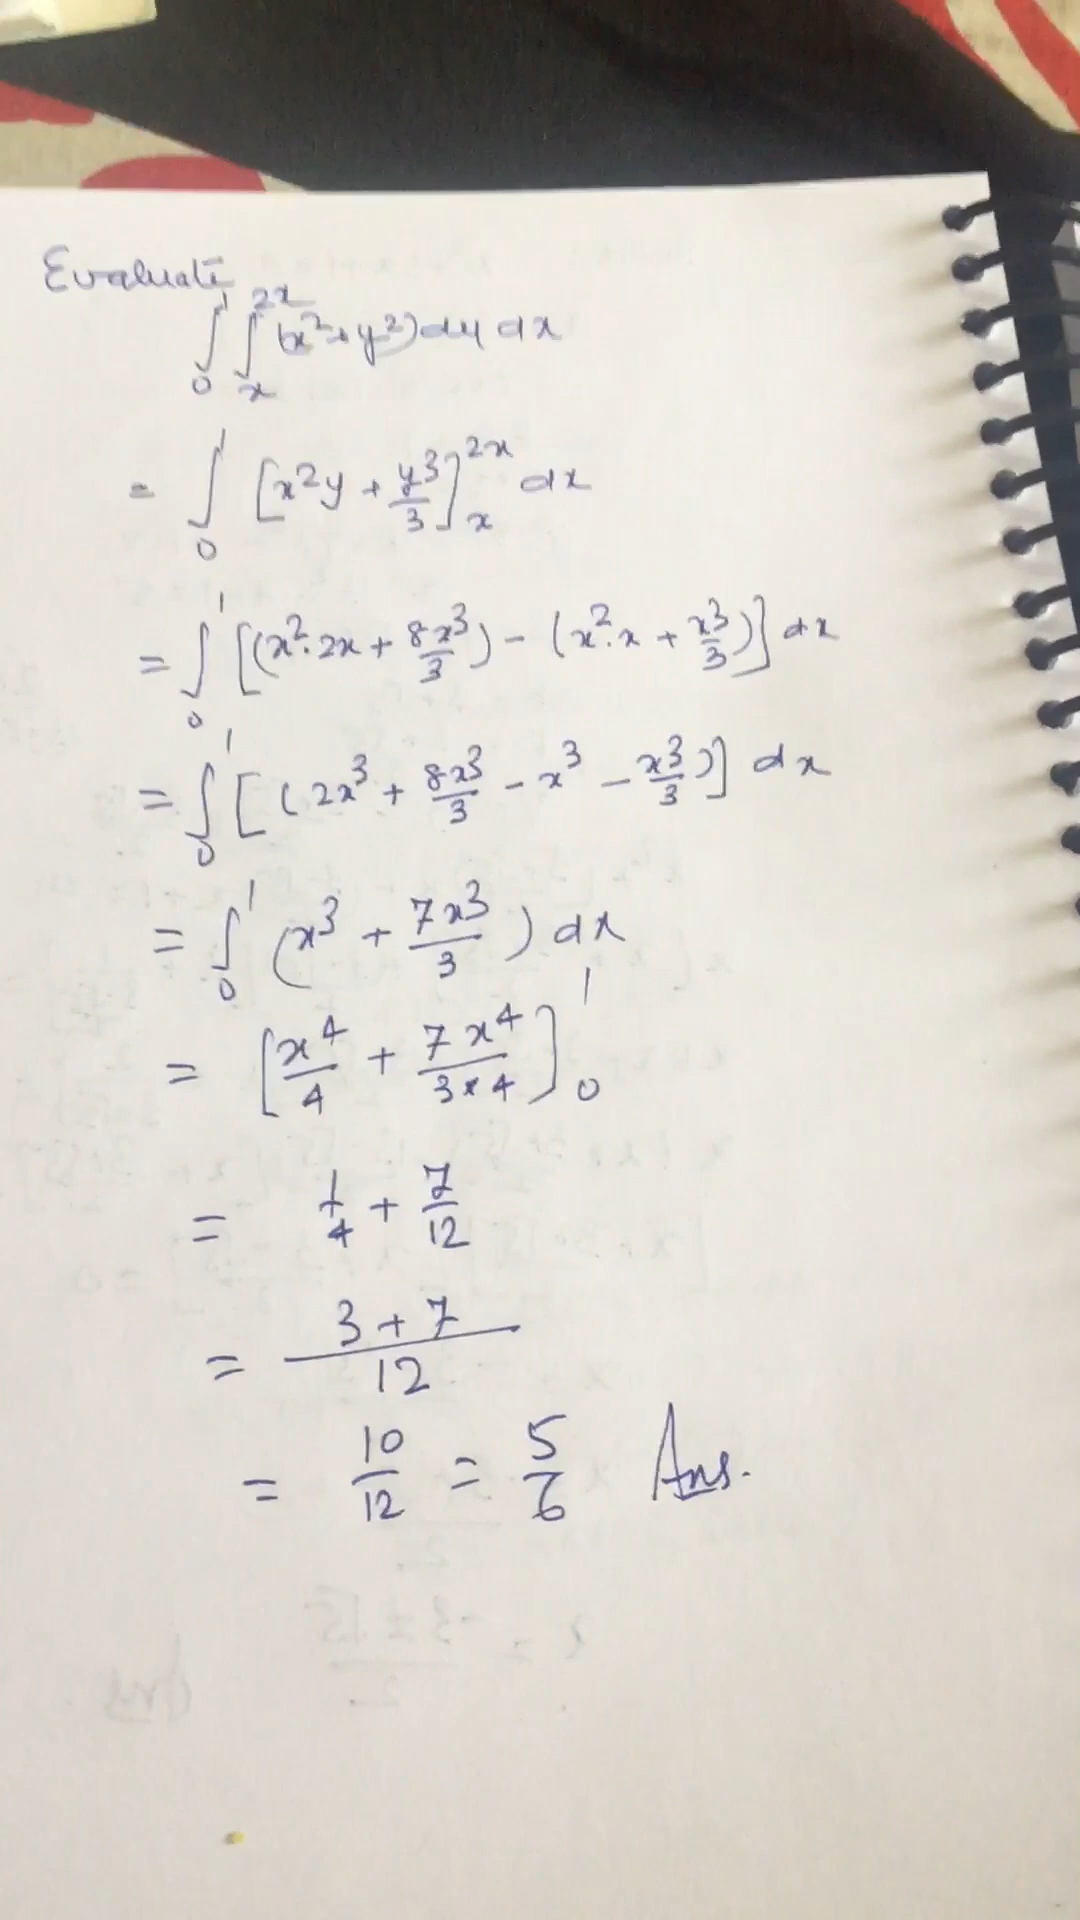 Evaluate
∫₀¹ ∫ₓ²ˣ (x²+y²) dy dx
= ∫₀¹ [x²y + y³/3]ₓ²ˣ dx
= ∫₀¹ [(x².2x + 8x³/3) - (x².x + x³/3)] dx
= ∫₀¹ [(2x³ + 8x³/3 - x³ - x³/3)] dx
= ∫₀¹ (x³ + 7x³/3) dx
= [x⁴/4 + 7x⁴/3×4]₀¹
= 1/4 + 7/12
= 3+7/12
= 10/12 = 5/6 Ans.